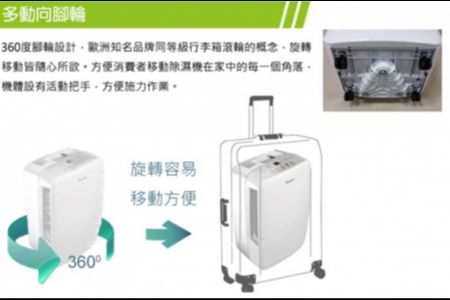 多動向腳輪
360度腳輪設計，歐洲知名品牌同等級行李箱滾輪的概念，旋轉
移動皆隨心所欲。方便消費者移動除濕機在家中的每一個角落，
機體設有活動把手，方便施力作業。
旋轉容易
移動方便
360⁰